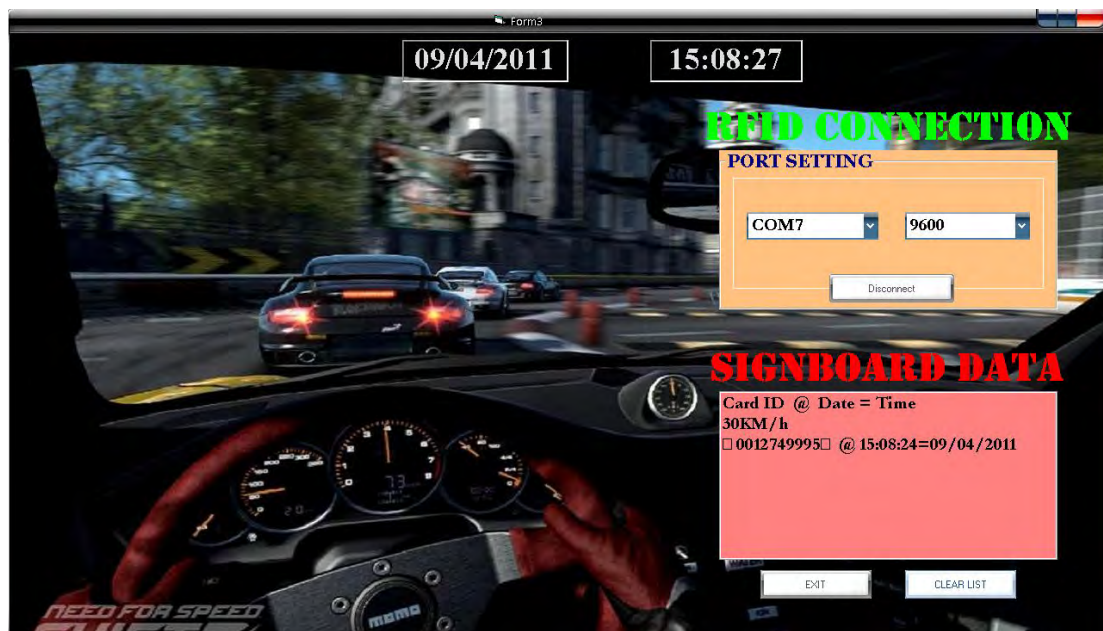 Form3
09/04/2011 15:08:27
RFID CONNECTION
PORT SETTING
COM7 9600
Disconnect
SIGNBOARD DATA
Card ID @ Date = Time
30KM/h
□0012749995□ @ 15:08:24=09/04/2011
EXIT CLEAR LIST
73
momo
NEED FOR SPEED